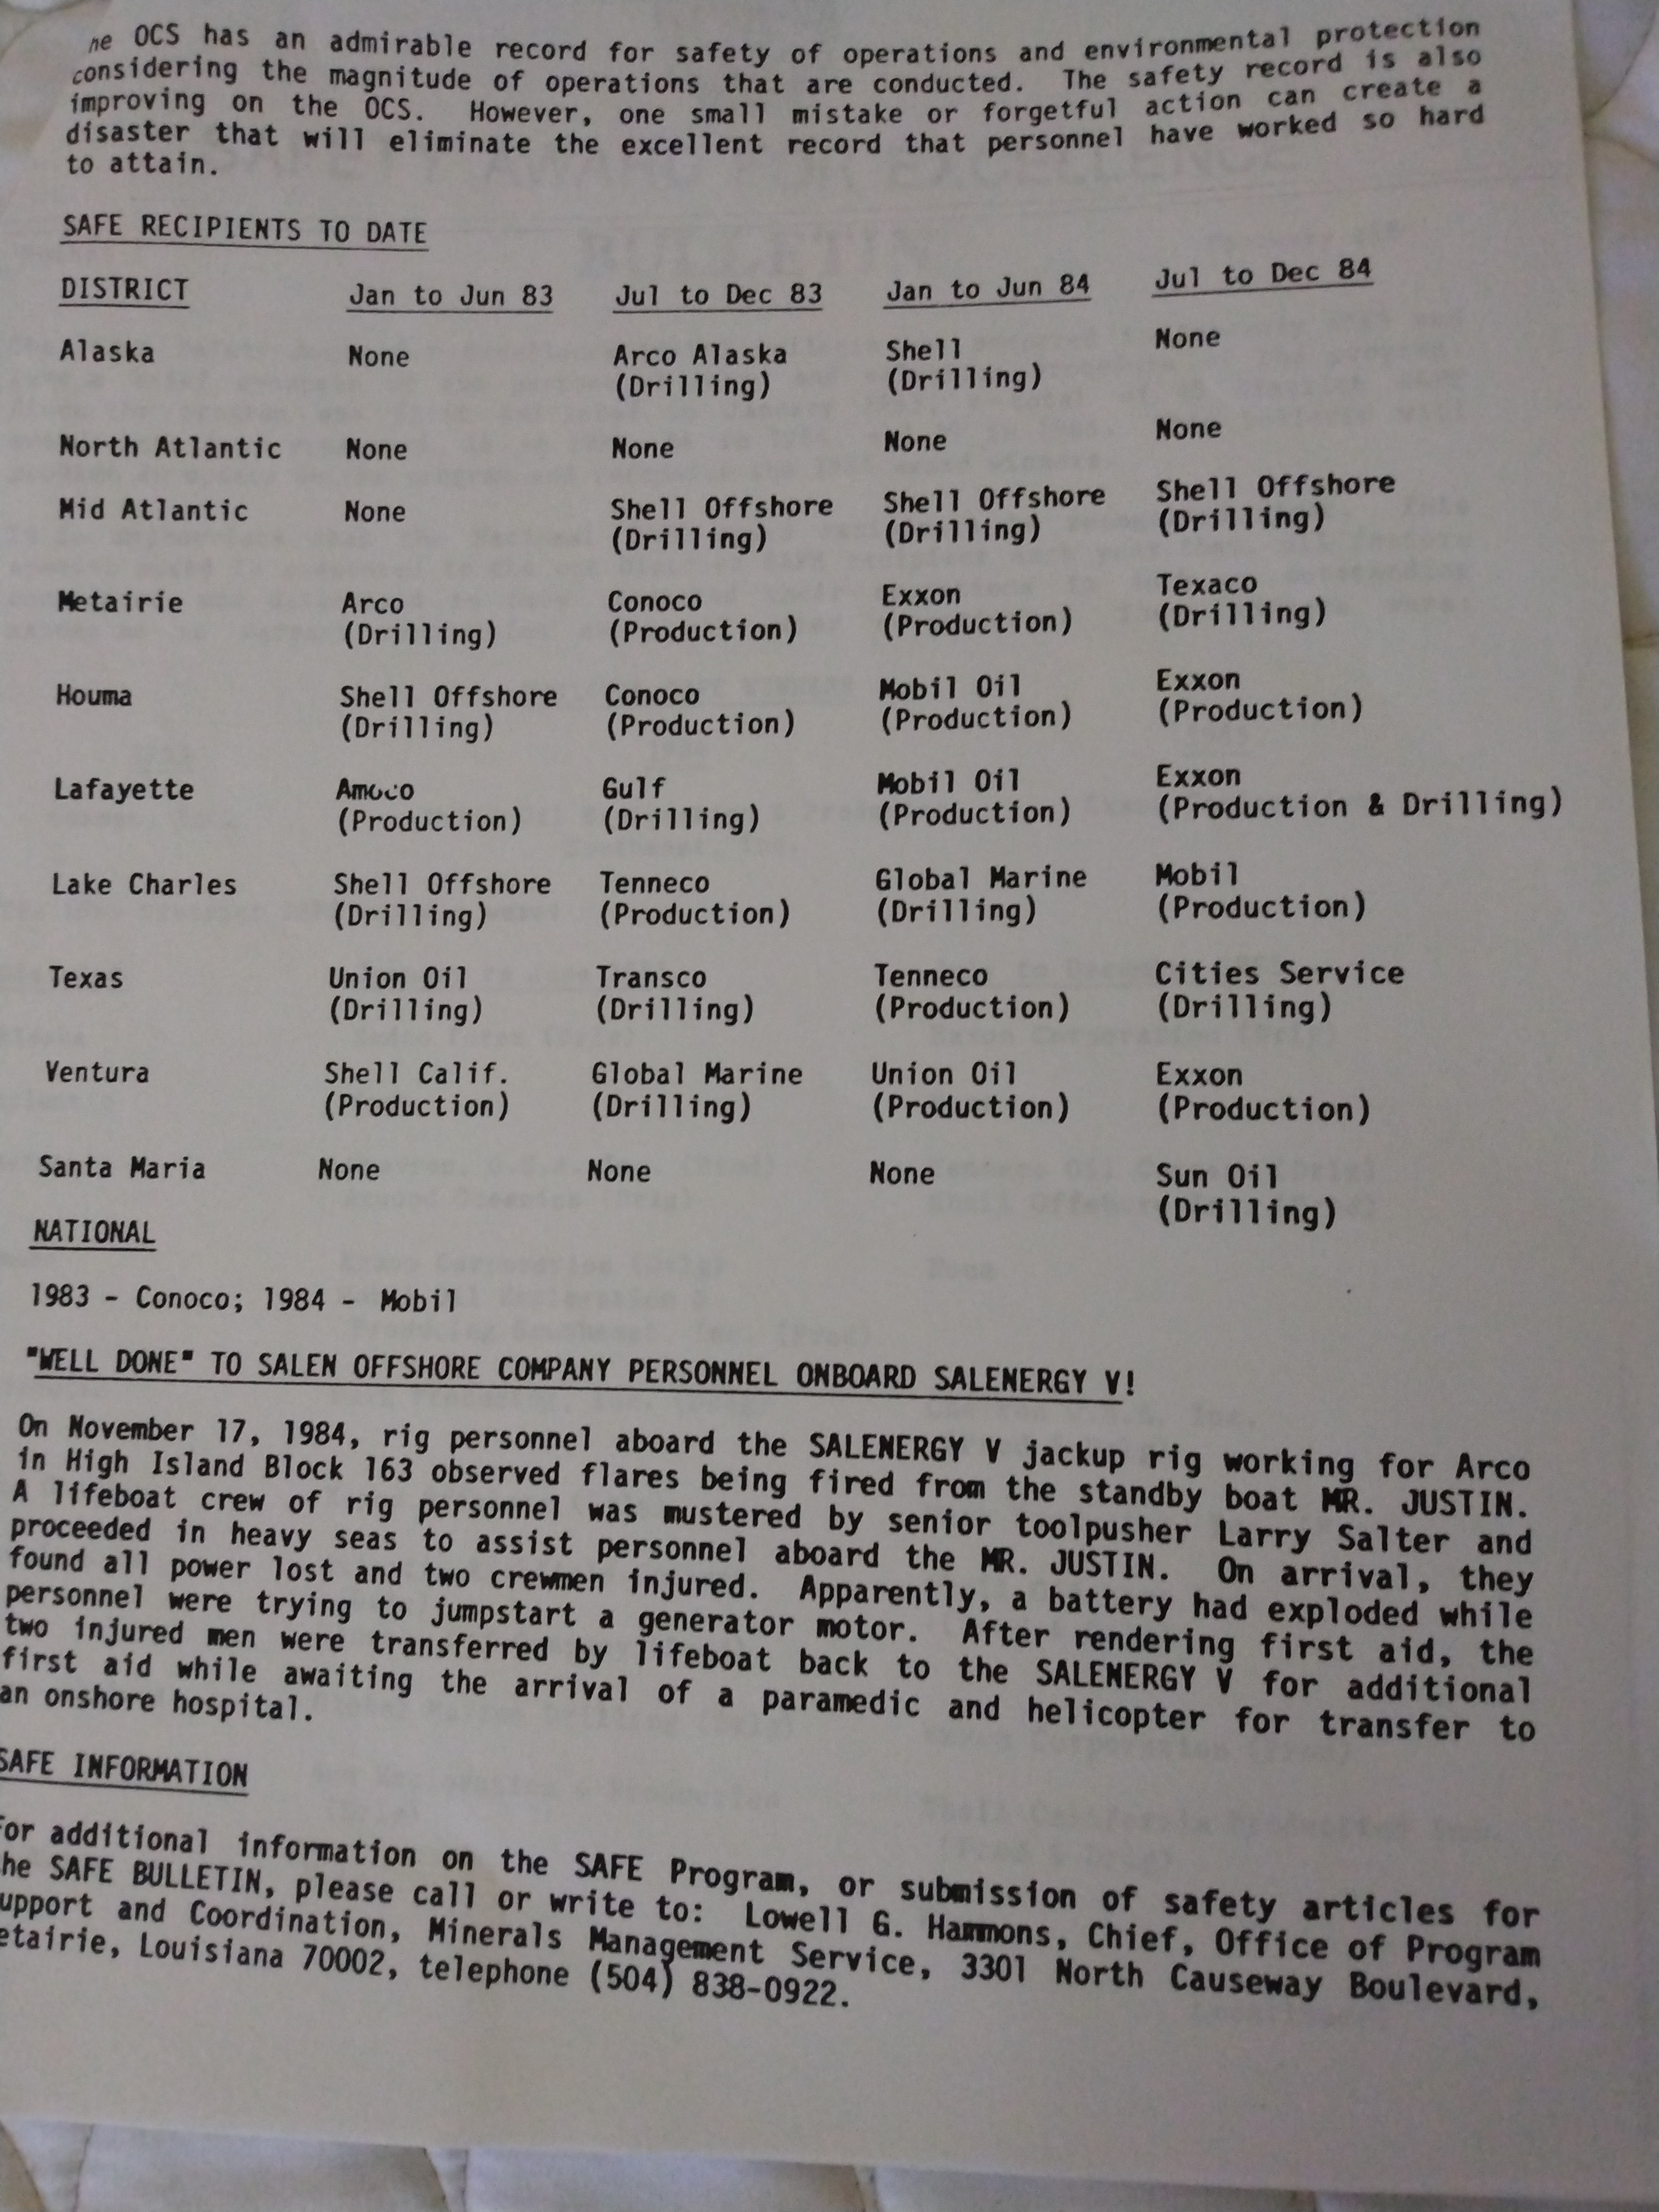 OCS has an admirable record for safety of operations and environmental protection
considering the magnitude of operations that are conducted. The safety record is also
improving on the OCS. However, one small mistake or forgetful action can create a
disaster that will eliminate the excellent record that personnel have worked so hard
to attain.
SAFE RECIPIENTS TO DATE
DISTRICT Jan to Jun 83 Jul to Dec 83 Jan to Jun 84 Jul to Dec 84
Alaska None Arco Alaska Shell None
(Drilling) (Drilling)
North Atlantic None None None None
Mid Atlantic None Shell Offshore Shell Offshore Shell Offshore
(Drilling) (Drilling) (Drilling)
Metairie Arco Conoco Exxon Texaco
(Drilling) (Production) (Production) (Drilling)
Houma Shell Offshore Conoco Mobil Oil Exxon
(Drilling) (Production) (Production) (Production)
Lafayette Amoco Gulf Mobil Oil Exxon
(Production) (Drilling) (Production) (Production & Drilling)
Lake Charles Shell Offshore Tenneco Global Marine Mobil
(Drilling) (Production) (Drilling) (Production)
Texas Union Oil Transco Tenneco Cities Service
(Drilling) (Drilling) (Production) (Drilling)
Ventura Shell Calif. Global Marine Union Oil Exxon
(Production) (Drilling) (Production) (Production)
Santa Maria None None None Sun Oil
(Drilling)
NATIONAL
1983 - Conoco; 1984 - Mobil
"WELL DONE" TO SALEN OFFSHORE COMPANY PERSONNEL ONBOARD SALENERGY V!
On November 17, 1984, rig personnel aboard the SALENERGY V jackup rig working for Arco
in High Island Block 163 observed flares being fired from the standby boat MR. JUSTIN.
A lifeboat crew of rig personnel was mustered by senior toolpusher Larry Salter and
proceeded in heavy seas to assist personnel aboard the MR. JUSTIN. On arrival, they
found all power lost and two crewmen injured. Apparently, a battery had exploded while
personnel were trying to jumpstart a generator motor. After rendering first aid, the
two injured men were transferred by lifeboat back to the SALENERGY V for additional
first aid while awaiting the arrival of a paramedic and helicopter for transfer to
an onshore hospital.
SAFE INFORMATION
For additional information on the SAFE Program, or submission of safety articles for
the SAFE BULLETIN, please call or write to: Lowell G. Hammons, Chief, Office of Program
upport and Coordination, Minerals Management Service, 3301 North Causeway Boulevard,
etairie, Louisiana 70002, telephone (504) 838-0922.